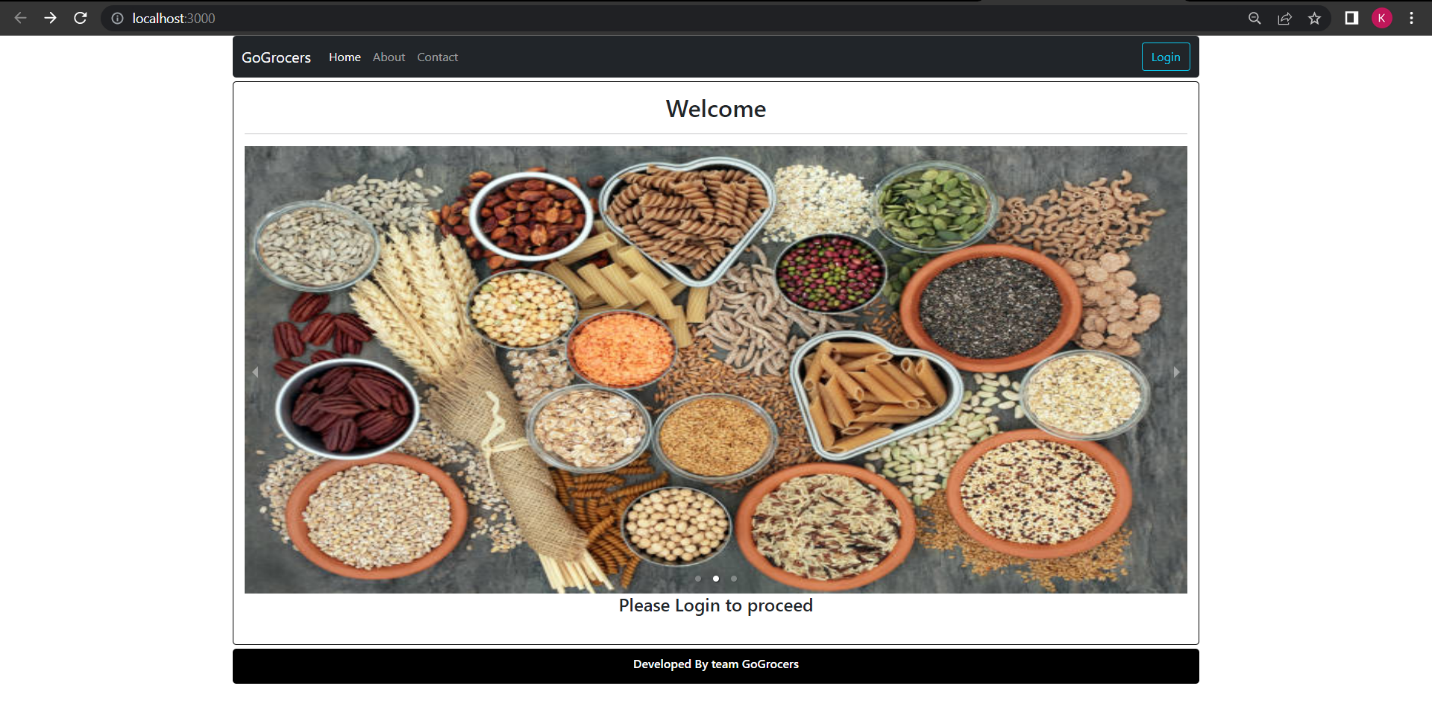 localhost:3000
K
GoGrocers Home About Contact Login
Welcome
Please Login to proceed
Developed By team GoGrocers